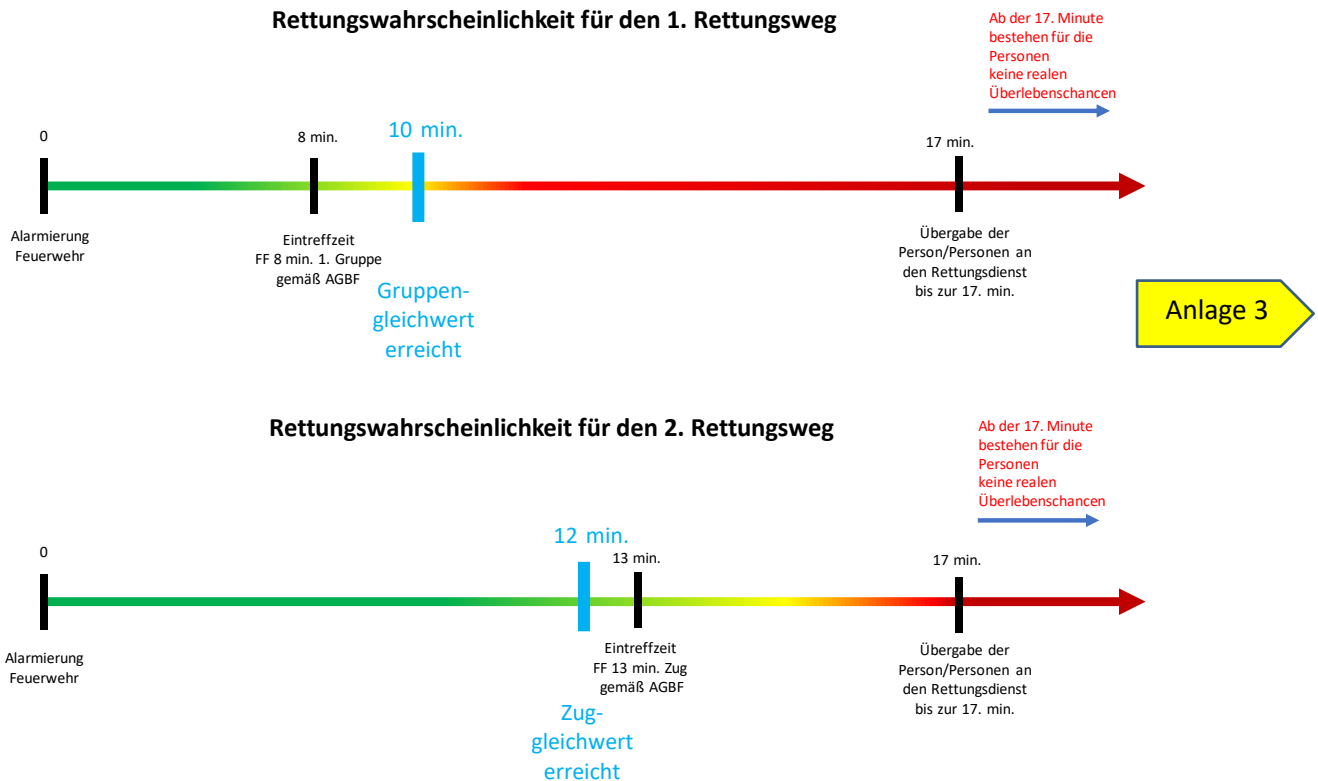 Rettungswahrscheinlichkeit für den 1. Rettungsweg
Ab der 17. Minute
bestehen für die
Personen
keine realen
Überlebenschancen
0
8 min.
10 min.
17 min.
Alarmierung
Feuerwehr
Eintreffzeit
FF 8 min. 1. Gruppe
gemäß AGBF
Gruppen-
gleichwert
erreicht
Übergabe der
Person/Personen an
den Rettungsdienst
bis zur 17. min.
Anlage 3
Rettungswahrscheinlichkeit für den 2. Rettungsweg
Ab der 17. Minute
bestehen für die
Personen
keine realen
Überlebenschancen
0
12 min.
13 min.
17 min.
Alarmierung
Feuerwehr
Eintreffzeit
FF 13 min. Zug
gemäß AGBF
Zug-
gleichwert
erreicht
Übergabe der
Person/Personen an
den Rettungsdienst
bis zur 17. min.